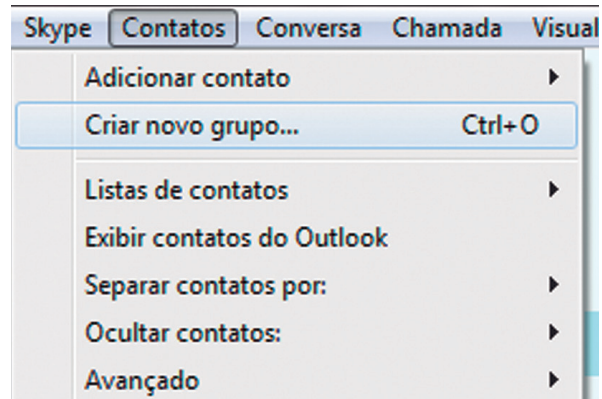 Skype Contatos Conversa Chamada Visual
Adicionar contato
Criar novo grupo... Ctrl+O
Listas de contatos
Exibir contatos do Outlook
Separar contatos por:
Ocultar contatos:
Avançado